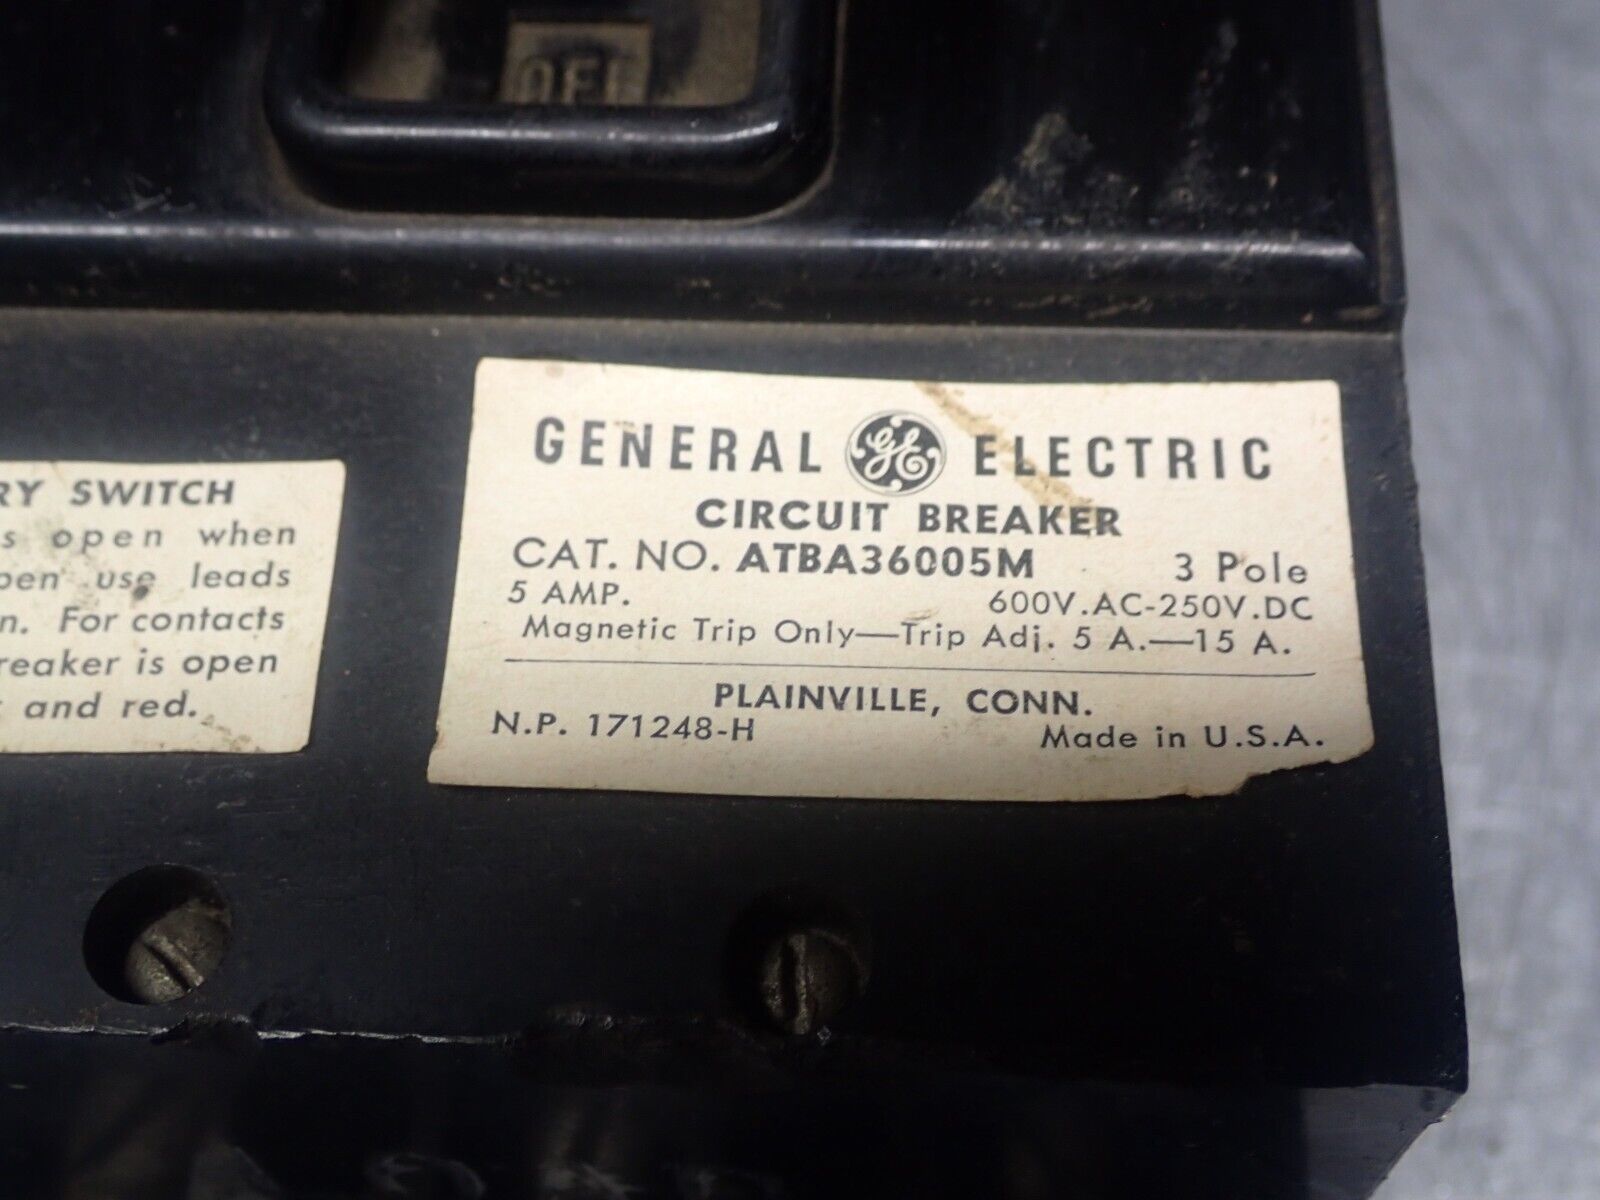 OFF
RY SWITCH
s open when
pen use leads
n. For contacts
reaker is open
and red.
GENERAL GE ELECTRIC
CIRCUIT BREAKER
CAT. NO. ATBA36005M 3 Pole
5 AMP. 600V.AC-250V.DC
Magnetic Trip Only—Trip Adj. 5 A.—15 A.
PLAINVILLE, CONN.
N.P. 171248-H Made in U.S.A.